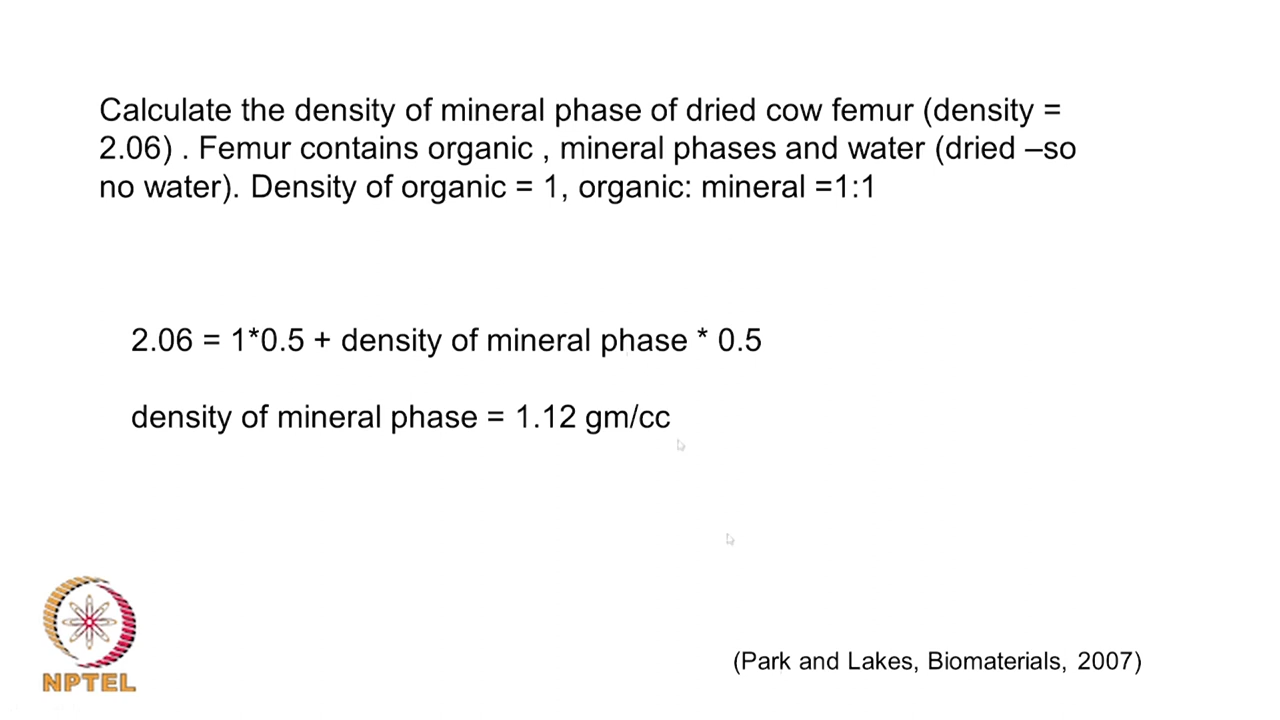 Calculate the density of mineral phase of dried cow femur (density =
2.06) . Femur contains organic , mineral phases and water (dried –so
no water). Density of organic = 1, organic: mineral =1:1
2.06 = 1*0.5 + density of mineral phase * 0.5
density of mineral phase = 1.12 gm/cc
NPTEL
(Park and Lakes, Biomaterials, 2007)